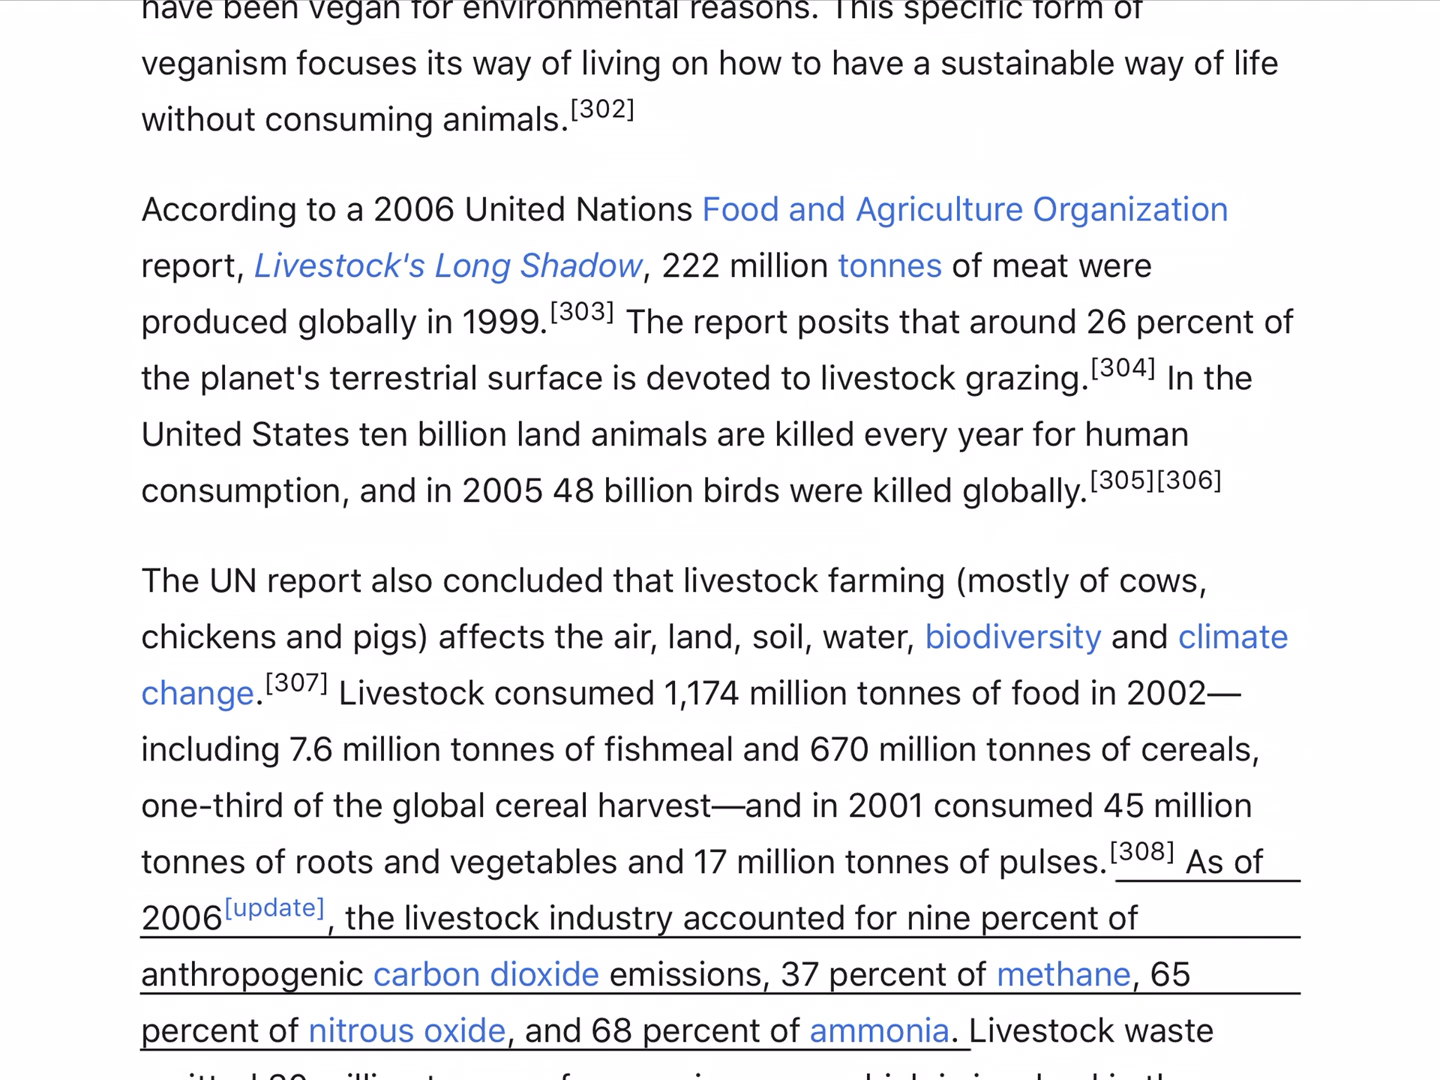 have been vegan for environmental reasons. This specific form of
veganism focuses its way of living on how to have a sustainable way of life
without consuming animals.[302]
According to a 2006 United Nations Food and Agriculture Organization
report, Livestock's Long Shadow, 222 million tonnes of meat were
produced globally in 1999.[303] The report posits that around 26 percent of
the planet's terrestrial surface is devoted to livestock grazing.[304] In the
United States ten billion land animals are killed every year for human
consumption, and in 2005 48 billion birds were killed globally.[305][306]
The UN report also concluded that livestock farming (mostly of cows,
chickens and pigs) affects the air, land, soil, water, biodiversity and climate
change.[307] Livestock consumed 1,174 million tonnes of food in 2002—
including 7.6 million tonnes of fishmeal and 670 million tonnes of cereals,
one-third of the global cereal harvest—and in 2001 consumed 45 million
tonnes of roots and vegetables and 17 million tonnes of pulses.[308] As of
2006[update], the livestock industry accounted for nine percent of
anthropogenic carbon dioxide emissions, 37 percent of methane, 65
percent of nitrous oxide, and 68 percent of ammonia. Livestock waste